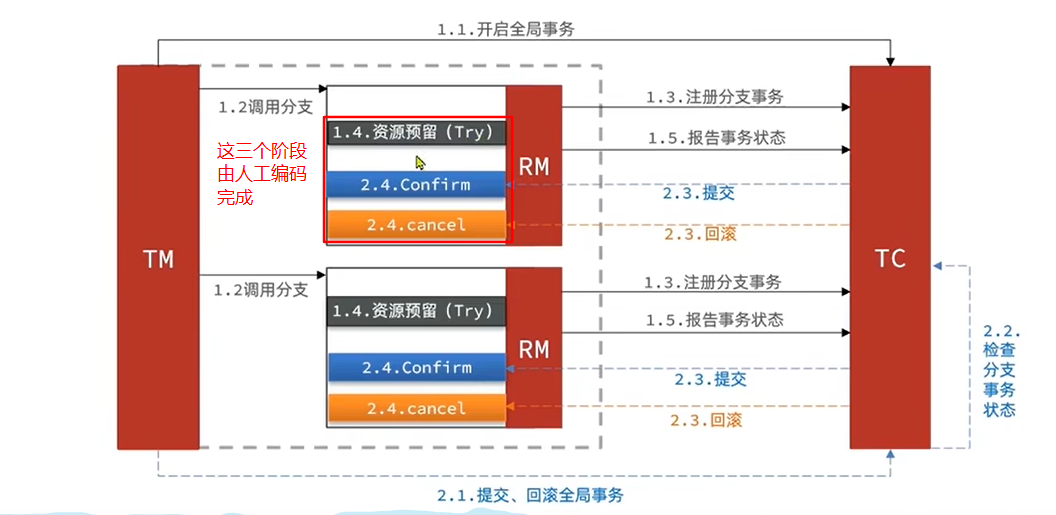 1.1.开启全局事务
TM
1.2调用分支
这三个阶段
由人工编码
完成
1.4.资源预留（Try）
2.4.Confirm
2.4.cancel
RM
1.3.注册分支事务
1.5.报告事务状态
2.3.提交
2.3.回滚
TC
1.2调用分支
1.4.资源预留（Try）
2.4.Confirm
2.4.cancel
RM
1.3.注册分支事务
1.5.报告事务状态
2.3.提交
2.3.回滚
2.2.
检查
分支
事务
状态
2.1.提交、回滚全局事务